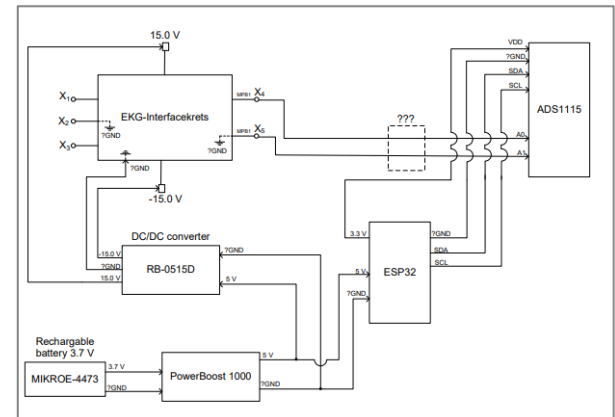 15.0 V
VDD
?GND
SDA
SCL
ADS1115
A0
A1
X1
X2
X3
EKG-Interfacekrets
?GND
?GND
MPB1 X4
MPB1 X5
???
?GND
-15.0 V
DC/DC converter
-15.0 V
?GND
15.0 V
RB-0515D
?GND
5 V
3.3 V
?GND
SDA
SCL
ESP32
5 V
?GND
Rechargable
battery 3.7 V
MIKROE-4473
3.7 V
?GND
PowerBoost 1000
5 V
?GND